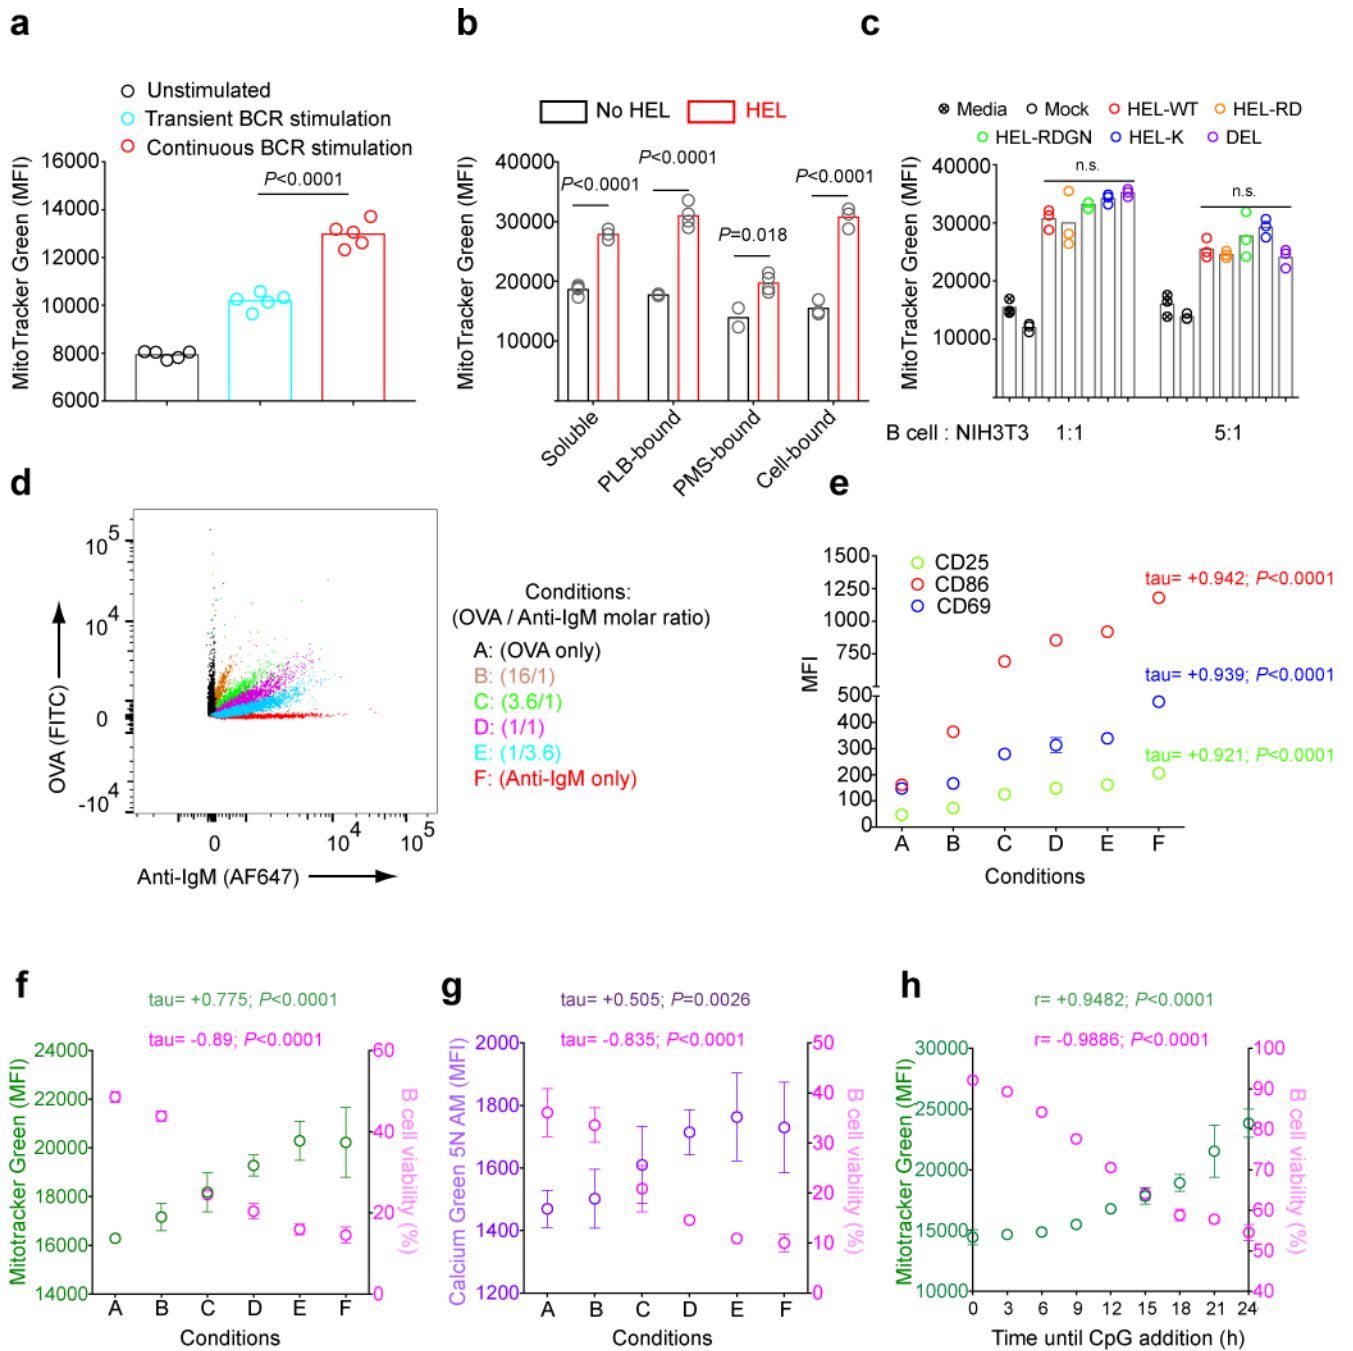 a
Unstimulated
Transient BCR stimulation
Continuous BCR stimulation
P<0.0001
MitoTracker Green (MFI)
16000
14000
12000
10000
8000
6000
b
No HEL
HEL
P<0.0001
P<0.0001
P=0.018
P<0.0001
MitoTracker Green (MFI)
40000
30000
20000
10000
Soluble
PLB-bound
PMS-bound
Cell-bound
c
Media
Mock
HEL-WT
HEL-RD
HEL-RDGN
HEL-K
DEL
n.s.
n.s.
MitoTracker Green (MFI)
40000
30000
20000
10000
B cell : NIH3T3
1:1
5:1
d
OVA (FITC)
10^5
10^4
0
-10^4
0
10^4
10^5
Anti-IgM (AF647)
Conditions:
(OVA / Anti-IgM molar ratio)
A: (OVA only)
B: (16/1)
C: (3.6/1)
D: (1/1)
E: (1/3.6)
F: (Anti-IgM only)
e
CD25
CD86
CD69
MFI
1500
1250
1000
750
500
400
300
200
100
0
tau= +0.942; P<0.0001
tau= +0.939; P<0.0001
tau= +0.921; P<0.0001
A B C D E F
Conditions
f
tau= +0.775; P<0.0001
tau= -0.89; P<0.0001
Mitotracker Green (MFI)
24000
22000
20000
18000
16000
14000
60
40
20
0
B cell viability (%)
A B C D E F
Conditions
g
tau= +0.505; P=0.0026
tau= -0.835; P<0.0001
Calcium Green 5N AM (MFI)
2000
1800
1600
1400
1200
50
40
30
20
10
0
B cell viability (%)
A B C D E F
Conditions
h
r= +0.9482; P<0.0001
r= -0.9886; P<0.0001
Mitotracker Green (MFI)
30000
25000
20000
15000
10000
100
90
80
70
60
50
40
B cell viability (%)
0 3 6 9 12 15 18 21 24
Time until CpG addition (h)